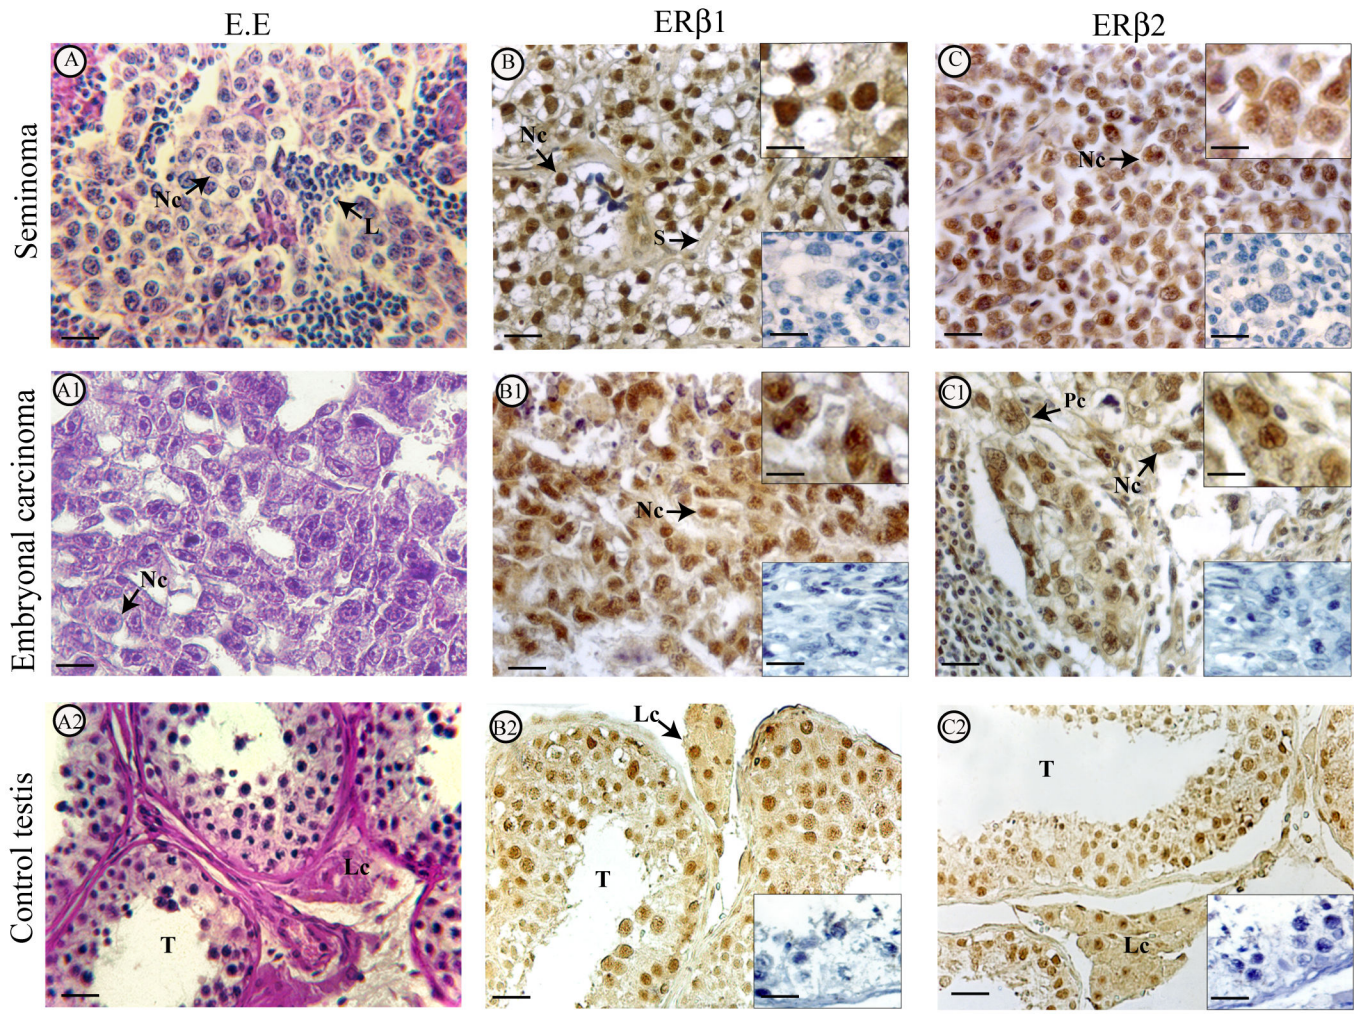 E.E ERβ1 ERβ2
Seminoma
A
Nc
L
B
Nc
S
C
Nc
Embryonal carcinoma
A1
Nc
B1
Nc
C1
Pc
Nc
Control testis
A2
Lc
T
B2
Lc
T
C2
T
Lc